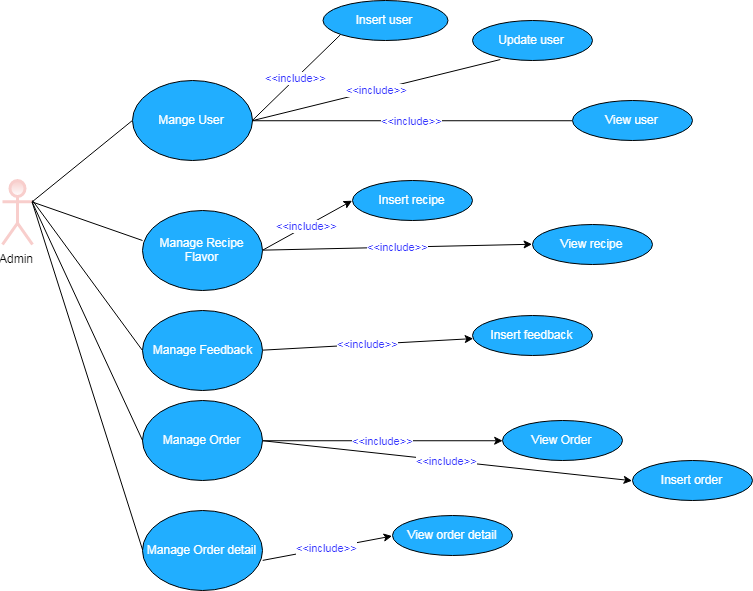 Insert user
Update user
<<include>>
<<include>>
Mange User
<<include>>
View user
Insert recipe
<<include>>
Manage Recipe
Flavor
<<include>>
View recipe
Admin
Insert feedback
<<include>>
Manage Feedback
Manage Order
<<include>>
View Order
<<include>>
Insert order
View order detail
<<include>>
Manage Order detail